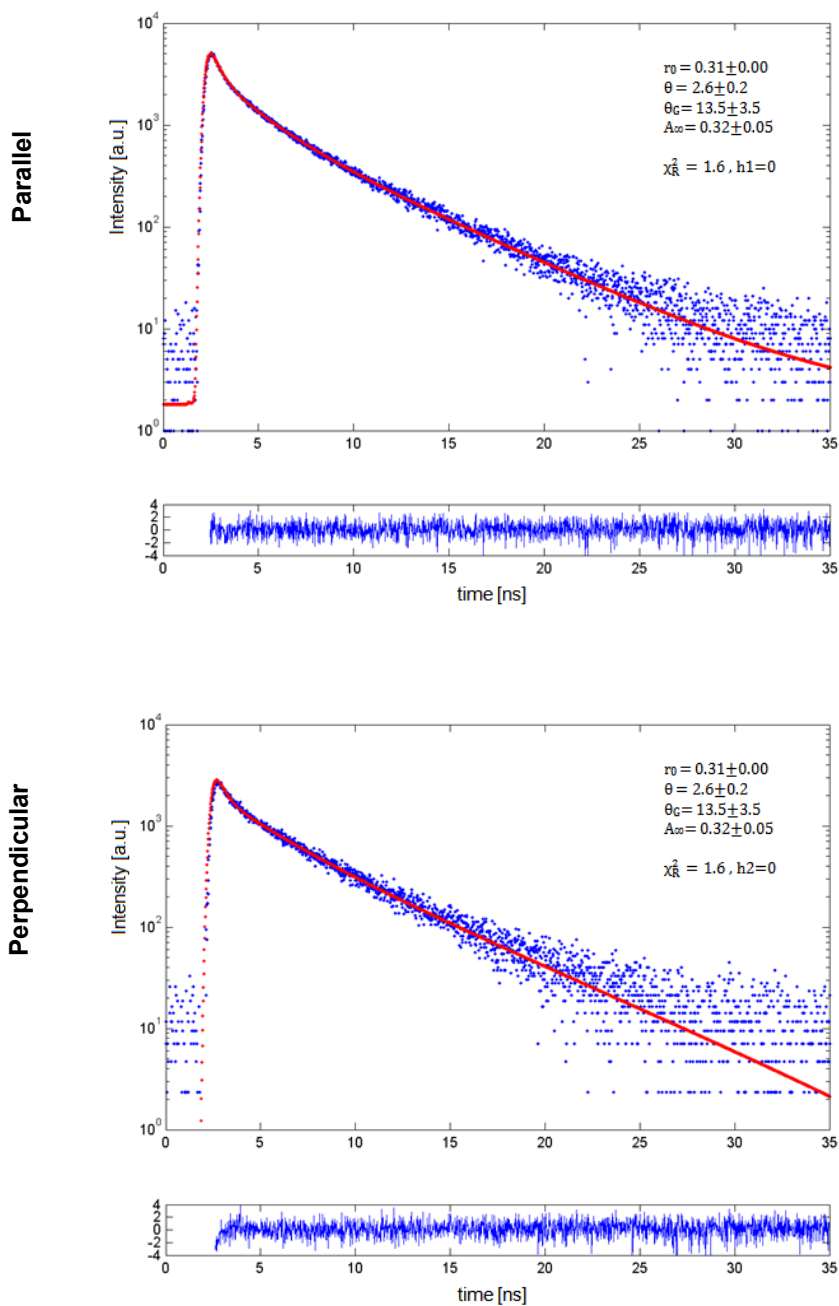 Parallel
Intensity [a.u.]
10⁴
10³
10²
10¹
10⁰
r₀ = 0.31±0.00
θ = 2.6±0.2
θG= 13.5±3.5
A∞= 0.32±0.05
χ²R = 1.6 , h1=0
0 5 10 15 20 25 30 35
4
2
0
-2
-4
0 5 10 15 20 25 30 35
time [ns]
Perpendicular
Intensity [a.u.]
10⁴
10³
10²
10¹
10⁰
r₀ = 0.31±0.00
θ = 2.6±0.2
θG= 13.5±3.5
A∞= 0.32±0.05
χ²R = 1.6 , h2=0
0 5 10 15 20 25 30 35
4
2
0
-2
-4
0 5 10 15 20 25 30 35
time [ns]